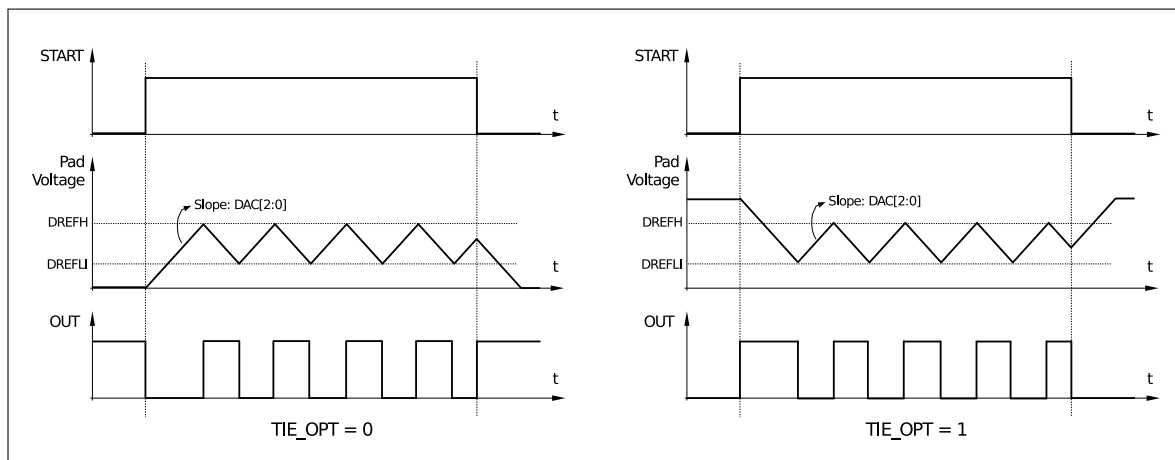 START
t
Pad
Voltage
Slope: DAC[2:0]
DREFH
DREFLI
t
OUT
t
TIE_OPT = 0
START
t
Pad
Voltage
Slope: DAC[2:0]
DREFH
DREFLI
t
OUT
t
TIE_OPT = 1